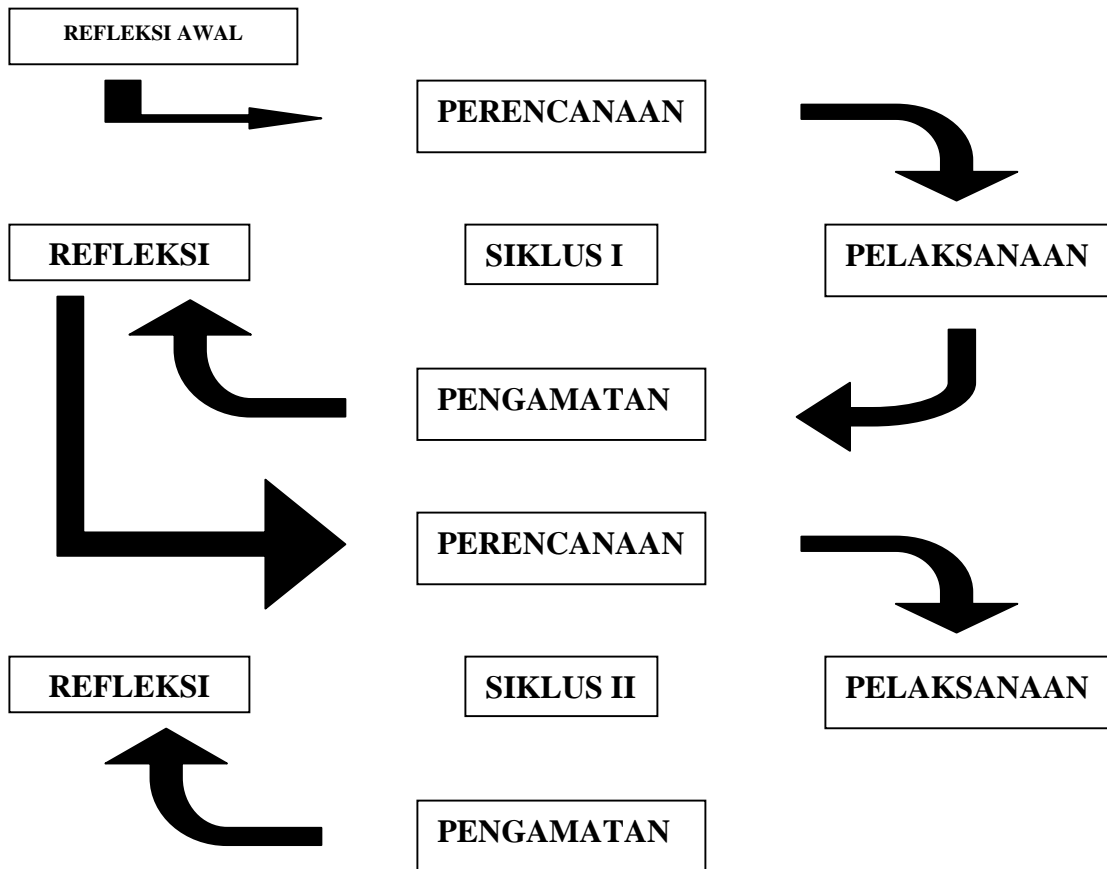 REFLEKSI AWAL
PERENCANAAN
REFLEKSI
SIKLUS I
PELAKSANAAN
PENGAMATAN
PERENCANAAN
REFLEKSI
SIKLUS II
PELAKSANAAN
PENGAMATAN